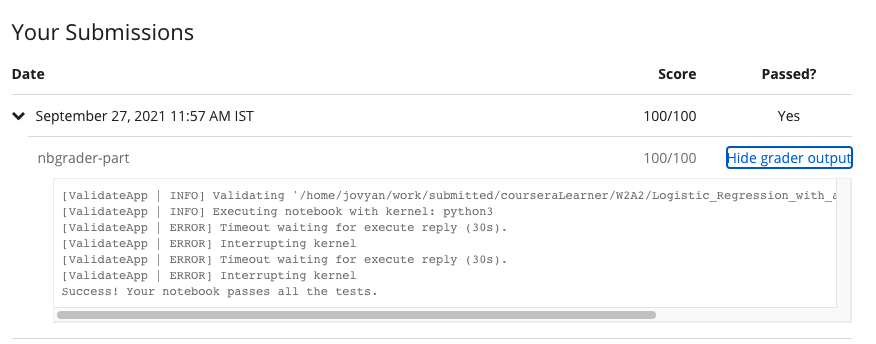 Your Submissions
Date Score Passed?
September 27, 2021 11:57 AM IST 100/100 Yes
nbgrader-part 100/100 Hide grader output
[ValidateApp | INFO] Validating '/home/jovyan/work/submitted/courseraLearner/W2A2/Logistic_Regression_with_a
[ValidateApp | INFO] Executing notebook with kernel: python3
[ValidateApp | ERROR] Timeout waiting for execute reply (30s).
[ValidateApp | ERROR] Interrupting kernel
[ValidateApp | ERROR] Timeout waiting for execute reply (30s).
[ValidateApp | ERROR] Interrupting kernel
Success! Your notebook passes all the tests.